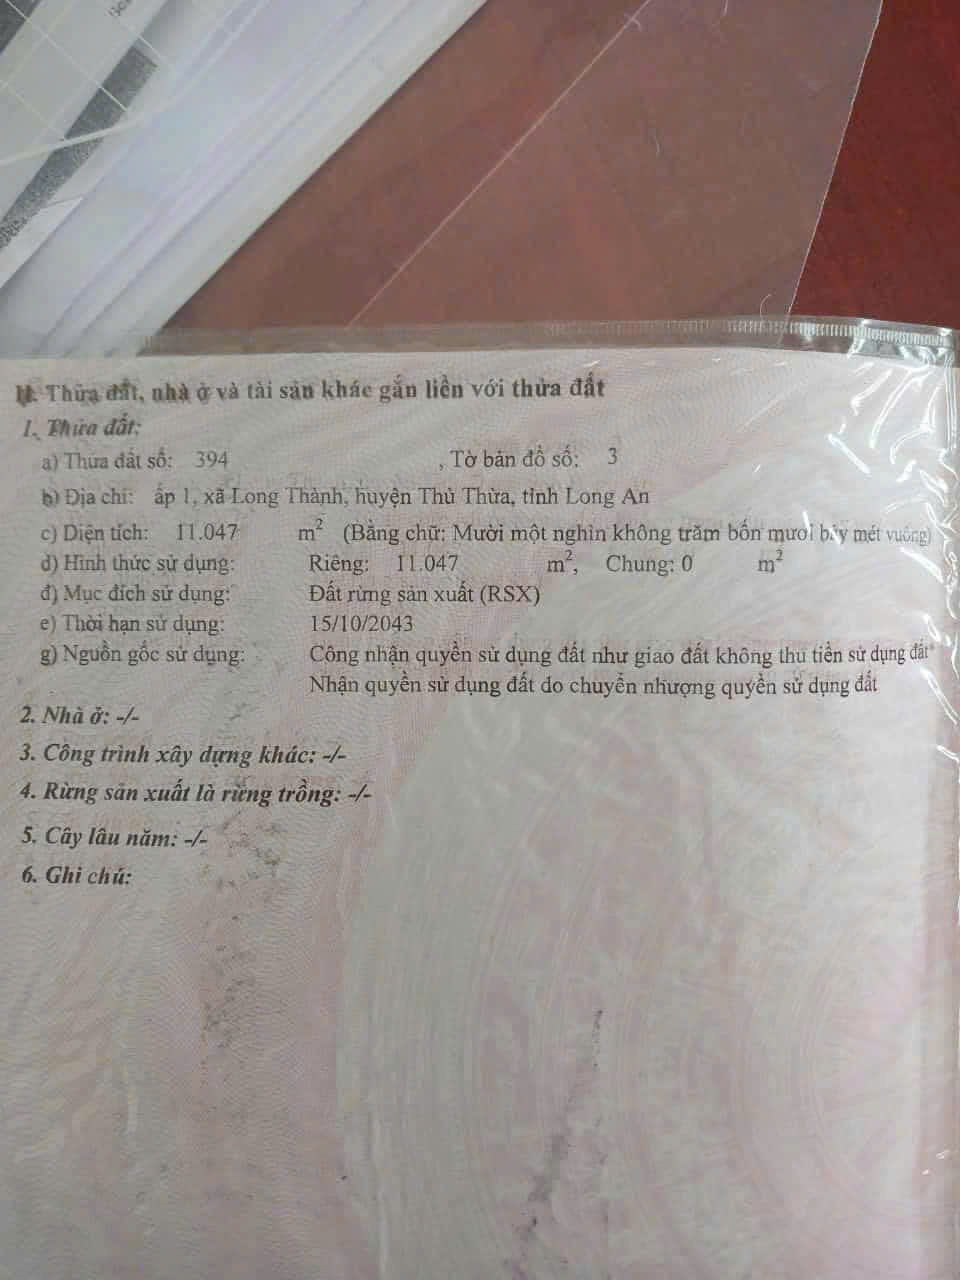 II. Thửa đất, nhà ở và tài sản khác gắn liền với thửa đất
1. Thửa đất:
a) Thửa đất số: 394 , Tờ bản đồ số: 3
b) Địa chỉ: ấp 1, xã Long Thành, huyện Thủ Thừa, tỉnh Long An
c) Diện tích: 11.047 m² (Bằng chữ: Mười một nghìn không trăm bốn mươi bảy mét vuông)
d) Hình thức sử dụng: Riêng: 11.047 m², Chung: 0 m²
đ) Mục đích sử dụng: Đất rừng sản xuất (RSX)
e) Thời hạn sử dụng: 15/10/2043
g) Nguồn gốc sử dụng: Công nhận quyền sử dụng đất như giao đất không thu tiền sử dụng đất
Nhận quyền sử dụng đất do chuyển nhượng quyền sử dụng đất
2. Nhà ở: -/-
3. Công trình xây dựng khác: -/-
4. Rừng sản xuất là rừng trồng: -/-
5. Cây lâu năm: -/-
6. Ghi chú: